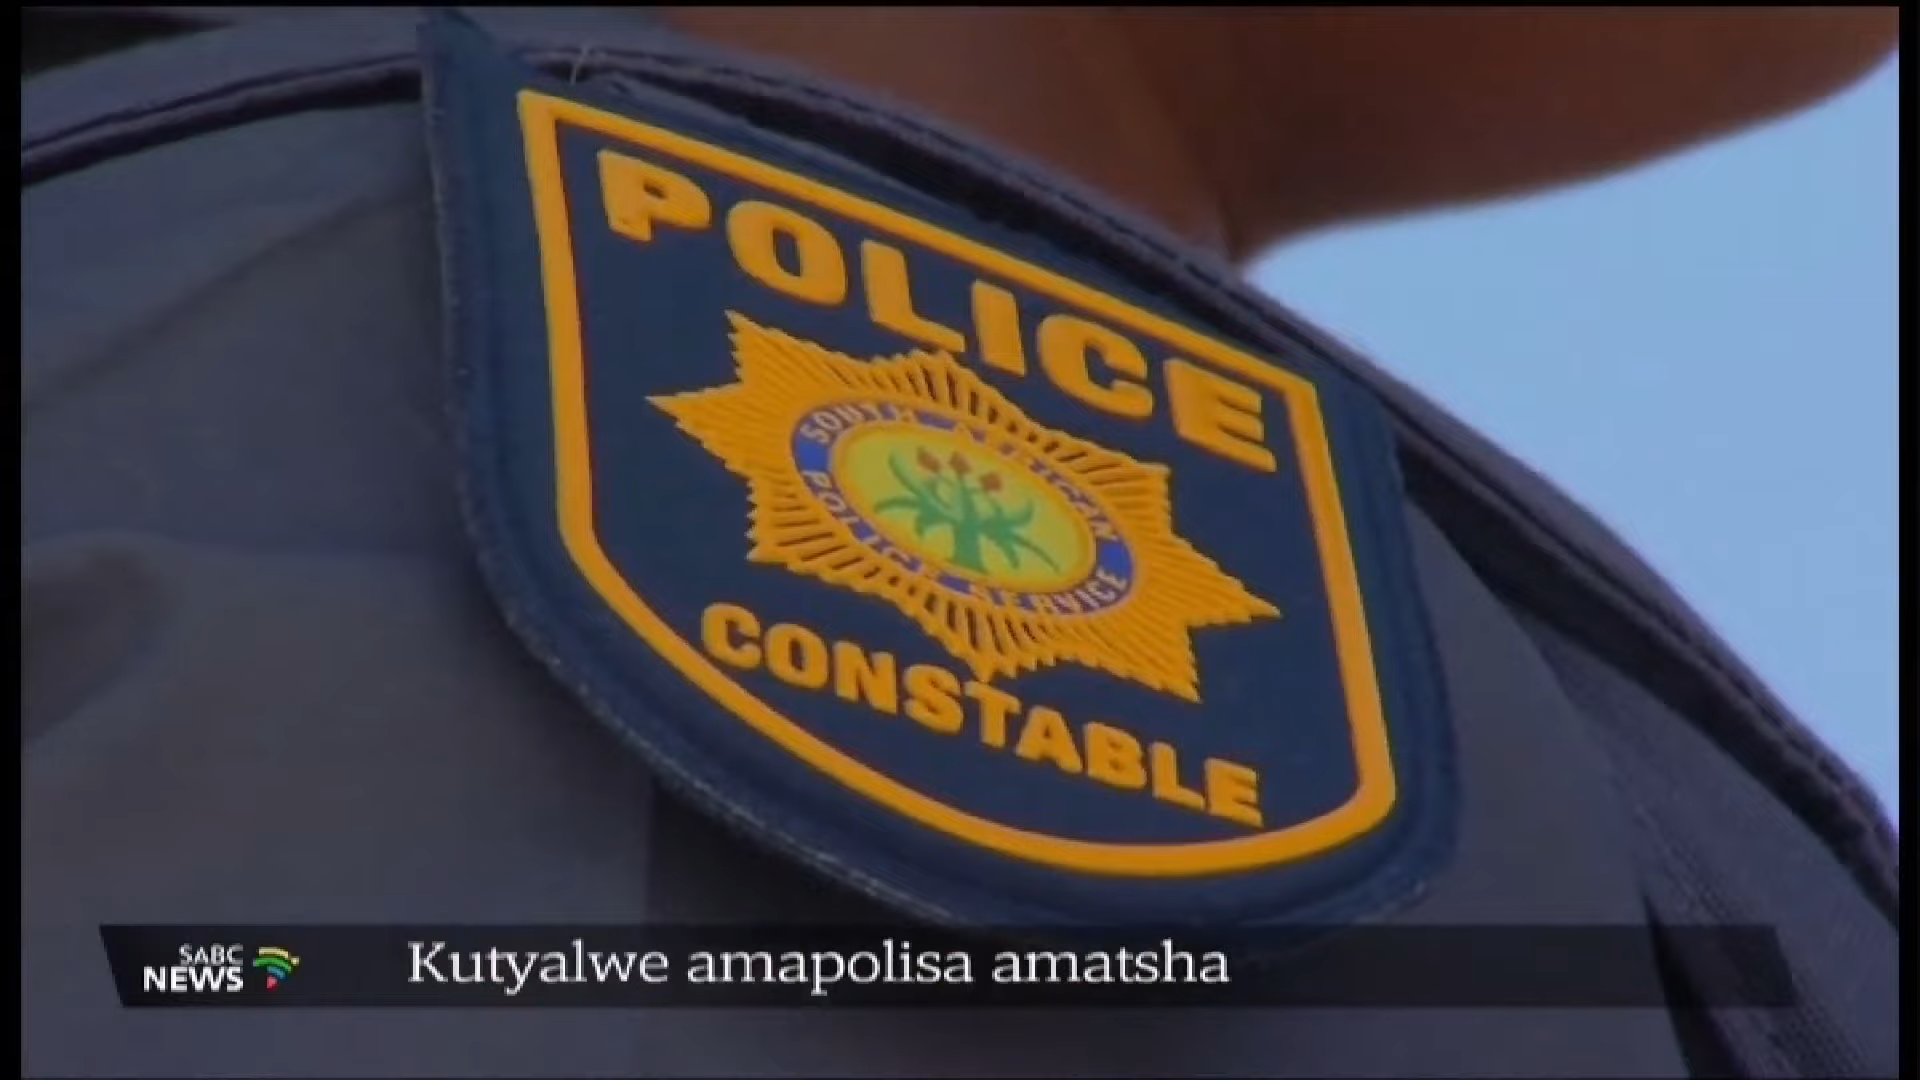 POLICE
SOUTH AFRICAN
POLICE SERVICE
CONSTABLE
SABC
NEWS
Kutyalwe amapolisa amatsha